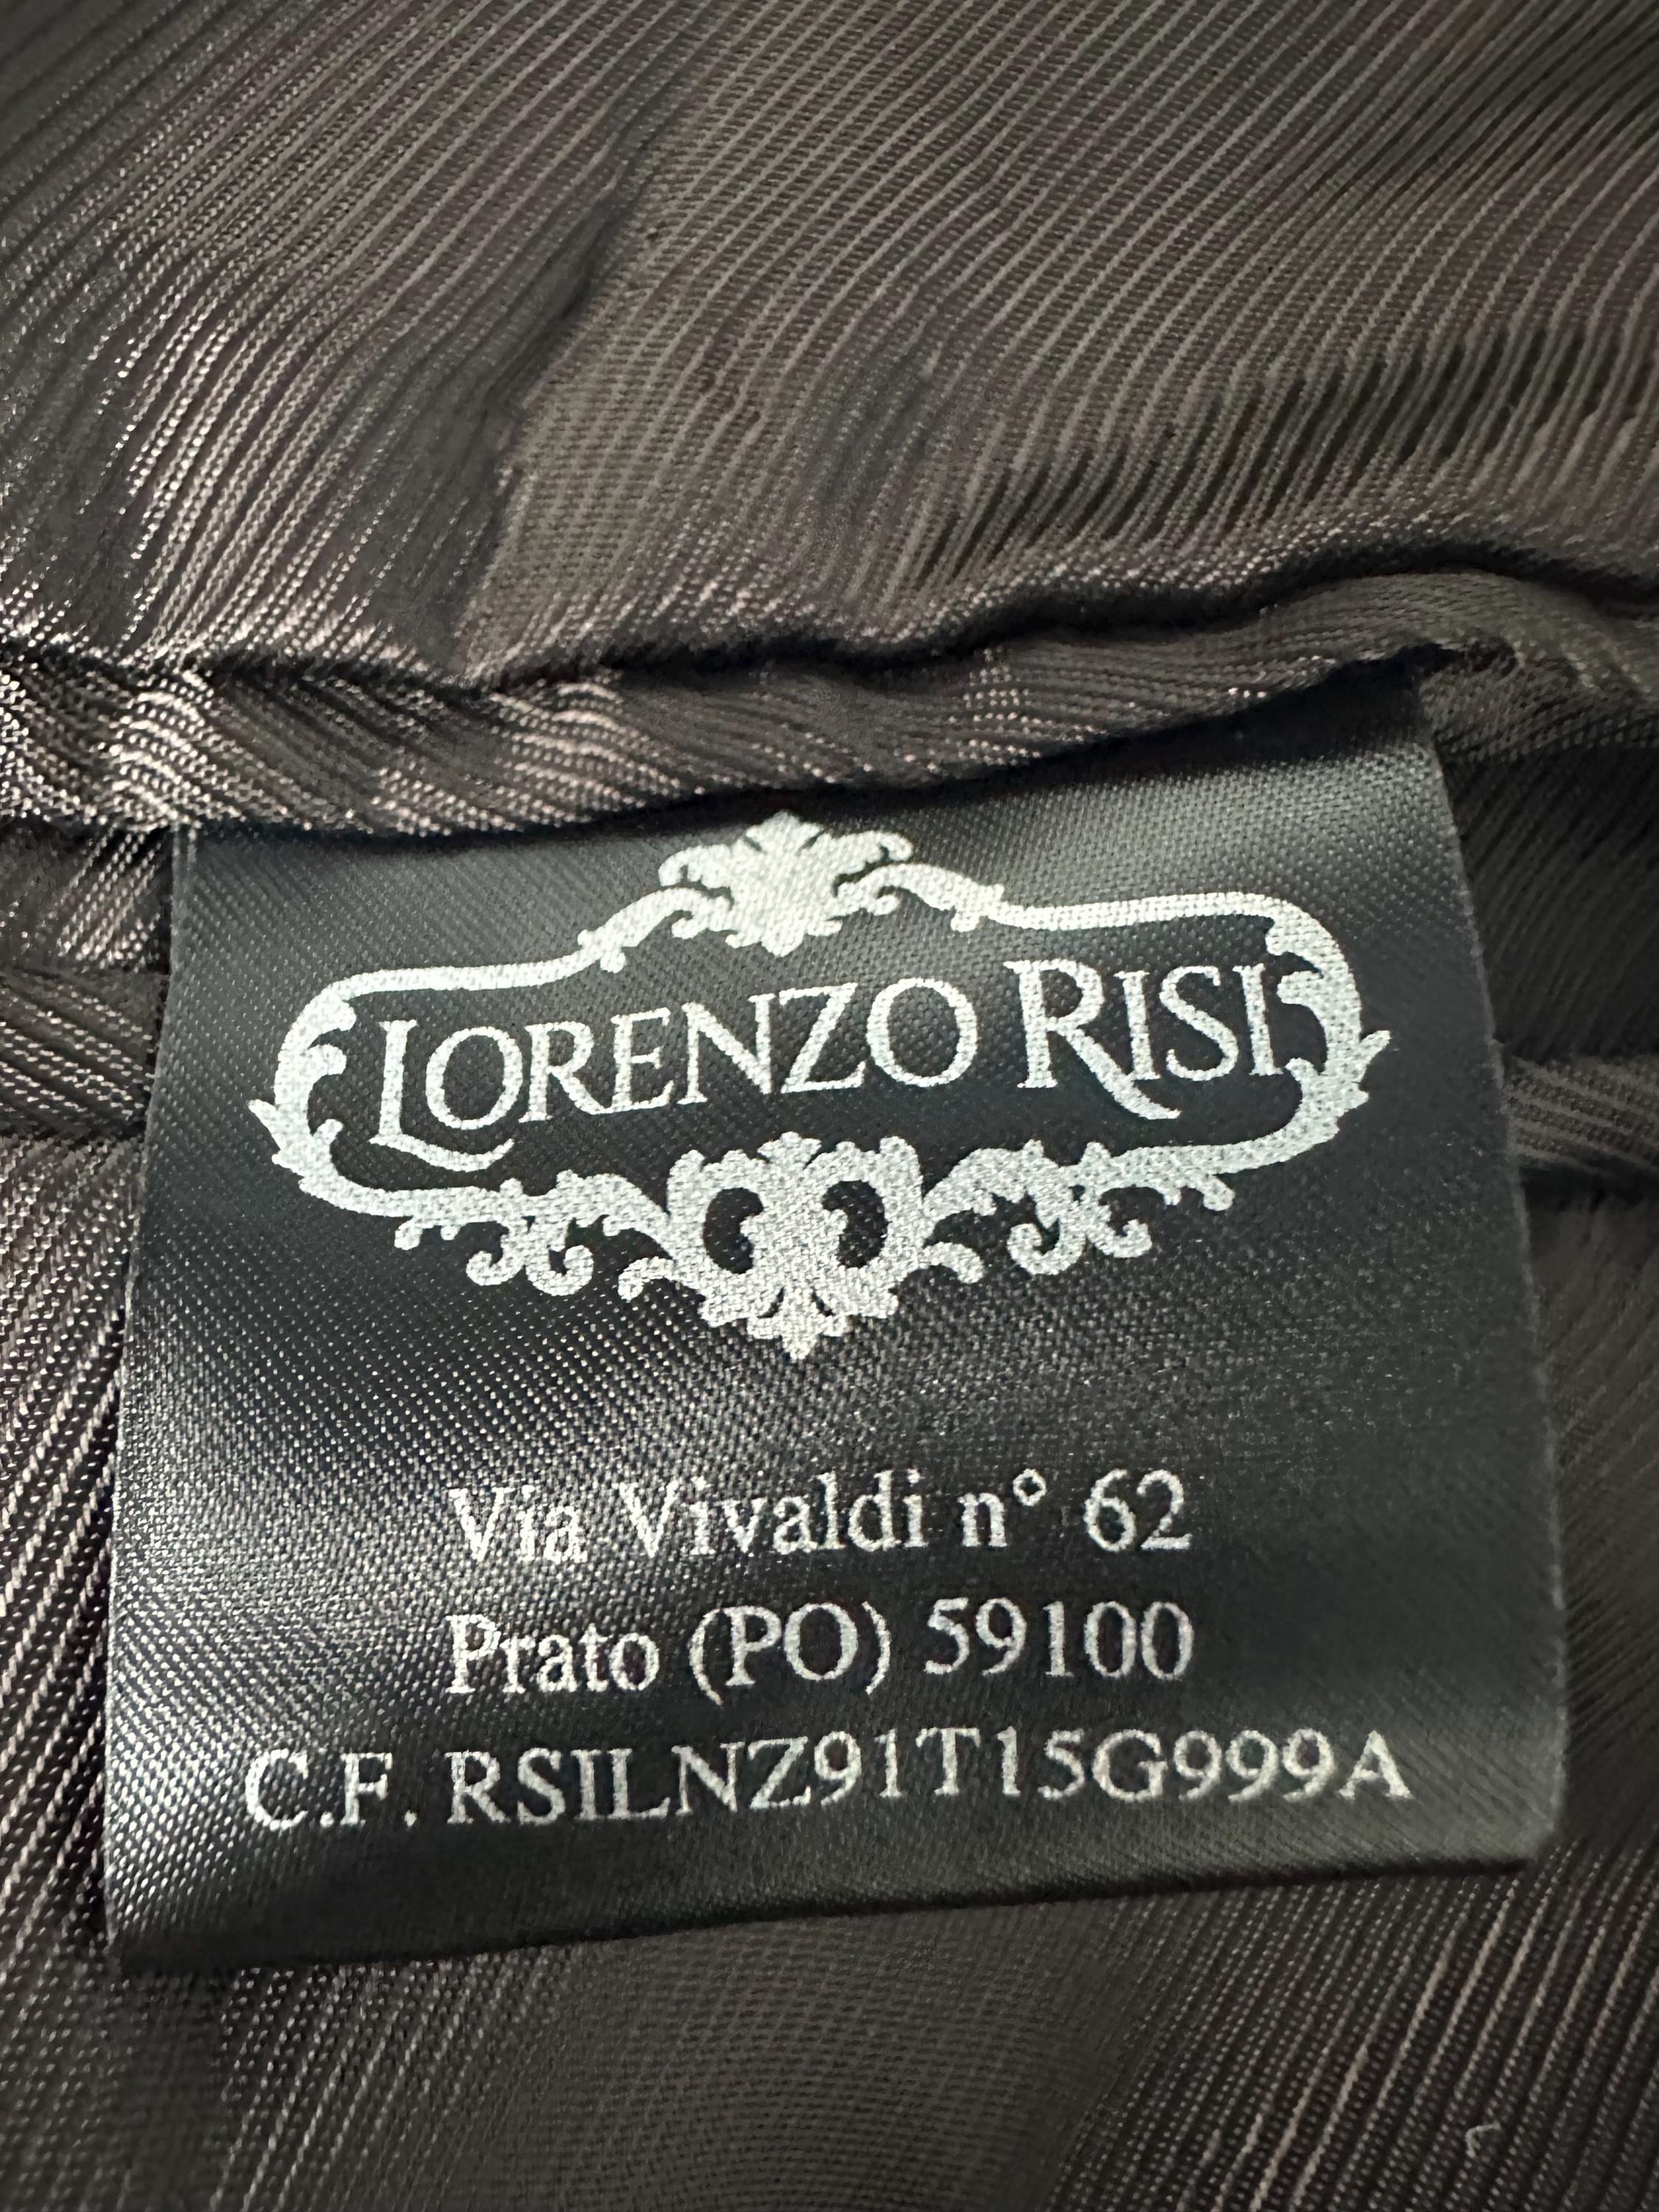 LORENZO RISI
Via Vivaldi n° 62
Prato (PO) 59100
C.F. RSILNZ91T15G999A